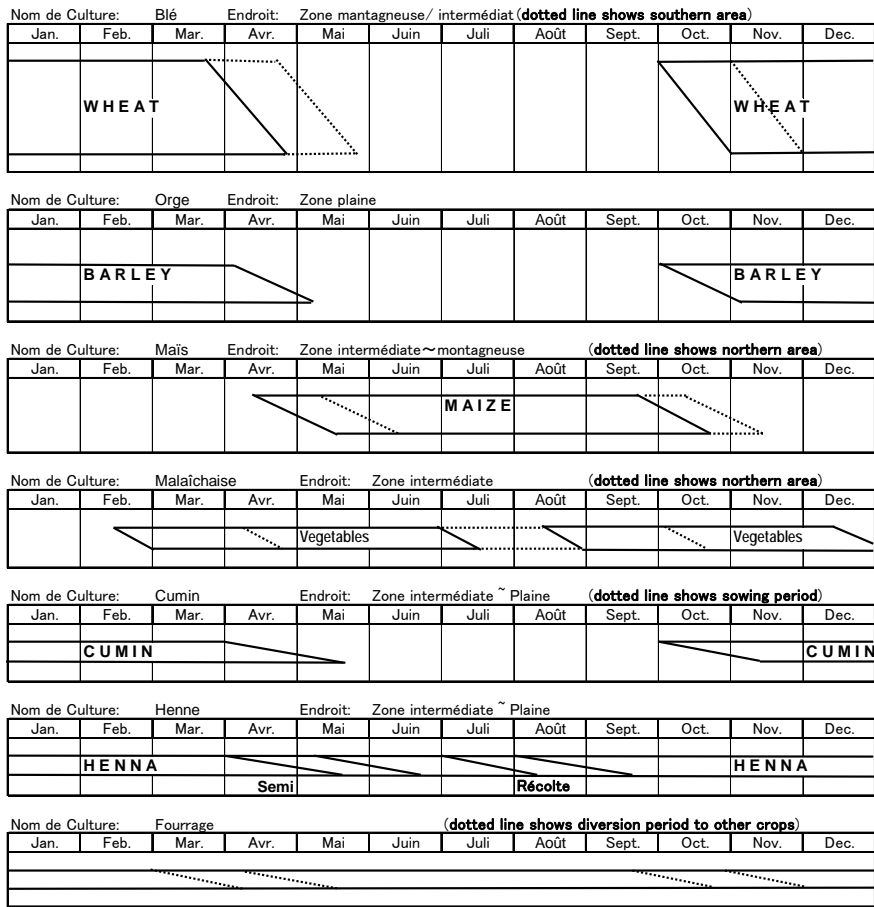 Nom de Culture: Blé Endroit: Zone mantagneuse/ intermédiat (dotted line shows southern area)
Jan. Feb. Mar. Avr. Mai Juin Juli Août Sept. Oct. Nov. Dec.
WHEAT WHEAT
Nom de Culture: Orge Endroit: Zone plaine
Jan. Feb. Mar. Avr. Mai Juin Juli Août Sept. Oct. Nov. Dec.
BARLEY BARLEY
Nom de Culture: Maïs Endroit: Zone intermédiate～montagneuse (dotted line shows northern area)
Jan. Feb. Mar. Avr. Mai Juin Juli Août Sept. Oct. Nov. Dec.
MAIZE
Nom de Culture: Malaîchaise Endroit: Zone intermédiate (dotted line shows northern area)
Jan. Feb. Mar. Avr. Mai Juin Juli Août Sept. Oct. Nov. Dec.
Vegetables Vegetables
Nom de Culture: Cumin Endroit: Zone intermédiate ~ Plaine (dotted line shows sowing period)
Jan. Feb. Mar. Avr. Mai Juin Juli Août Sept. Oct. Nov. Dec.
CUMIN CUMIN
Nom de Culture: Henne Endroit: Zone intermédiate ~ Plaine
Jan. Feb. Mar. Avr. Mai Juin Juli Août Sept. Oct. Nov. Dec.
HENNA HENNA
Semi Récolte
Nom de Culture: Fourrage (dotted line shows diversion period to other crops)
Jan. Feb. Mar. Avr. Mai Juin Juli Août Sept. Oct. Nov. Dec.